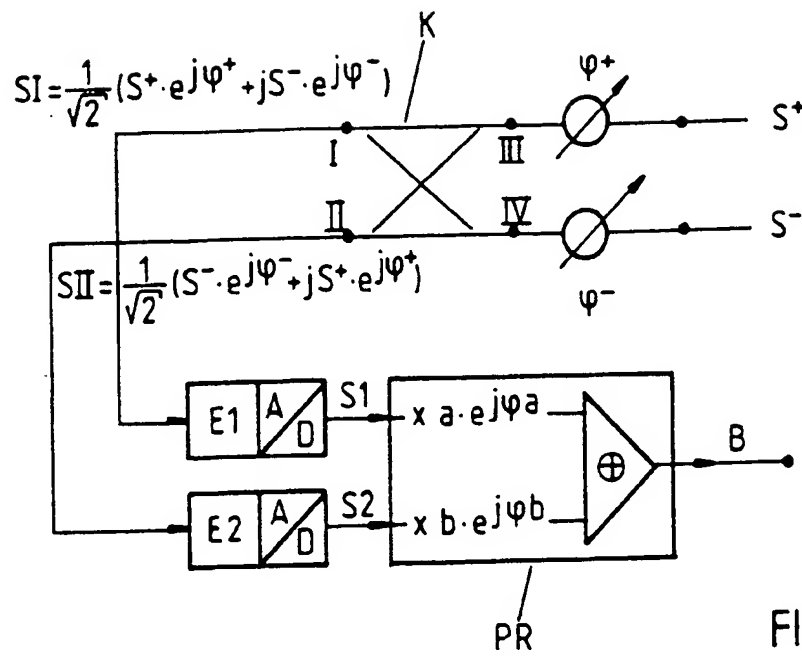 K
SI = 1/√2 (S⁺·e^jφ⁺ + jS⁻·e^jφ⁻)
φ+
S⁺
I
III
II
IV
S⁻
SII = 1/√2 (S⁻·e^jφ⁻ + jS⁺·e^jφ⁺)
φ−
E1 A/D S1 x a·e^jφa
⊕ B
E2 A/D S2 x b·e^jφb
PR
FI